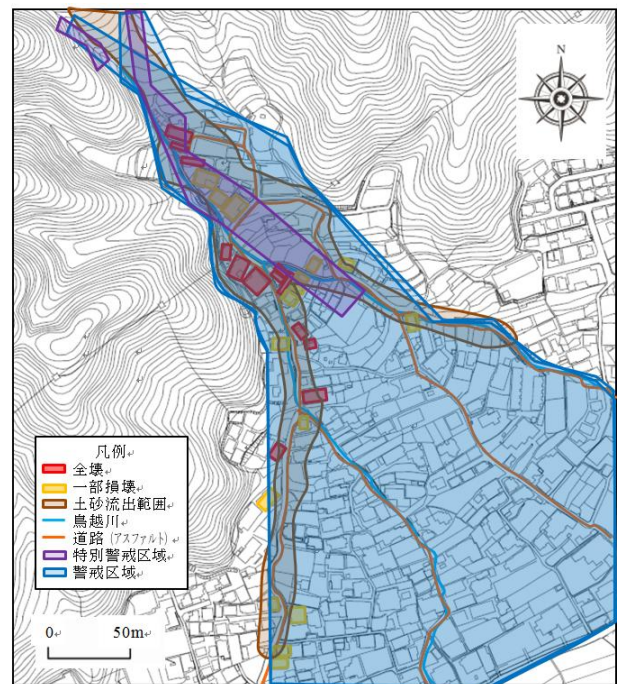 N
凡例
全壊
一部損壊
土砂流出範囲
鳥越川
道路 (アスファルト)
特別警戒区域
警戒区域
0 50m